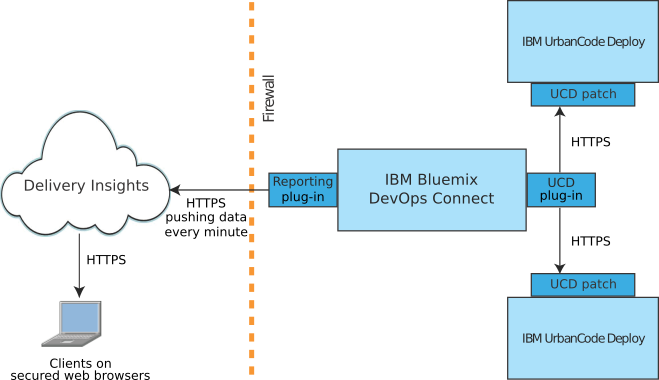 IBM UrbanCode Deploy
UCD patch
HTTPS
Firewall
Delivery Insights
HTTPS
pushing data
every minute
Reporting
plug-in
IBM Bluemix
DevOps Connect
UCD
plug-in
HTTPS
HTTPS
UCD patch
IBM UrbanCode Deploy
Clients on
secured web browsers